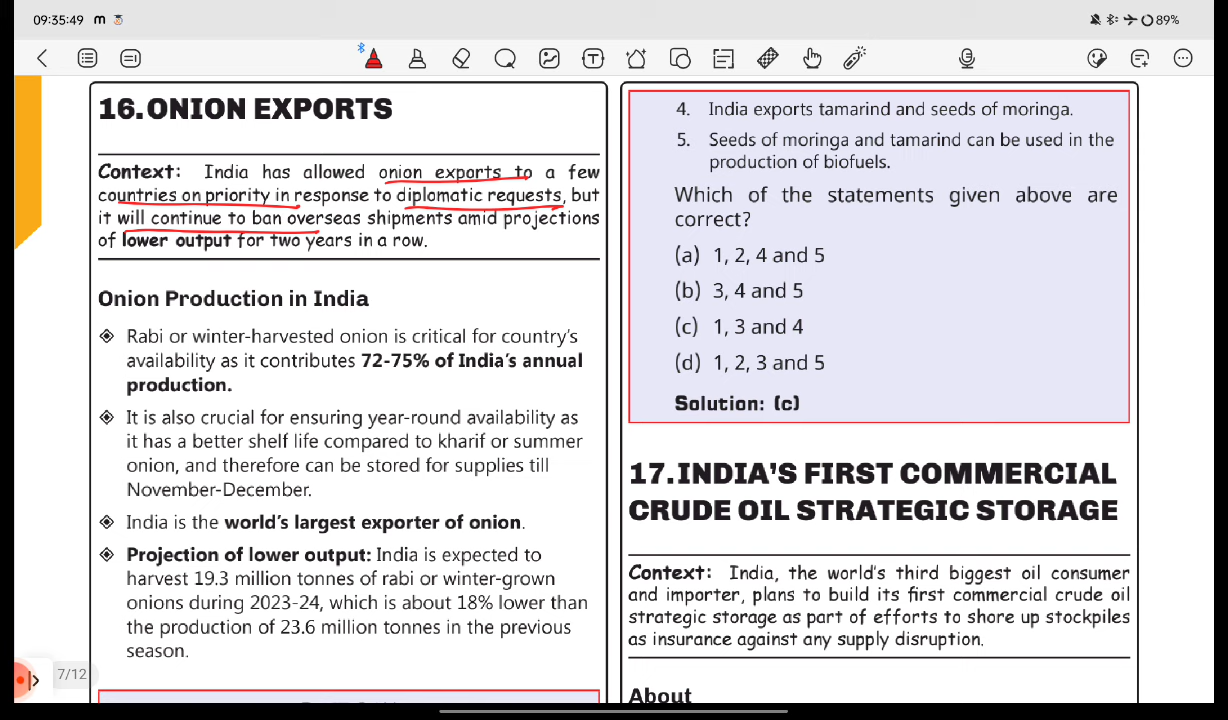 09:35:49 m
89%
16.ONION EXPORTS
Context: India has allowed onion exports to a few
countries on priority in response to diplomatic requests, but
it will continue to ban overseas shipments amid projections
of lower output for two years in a row.
Onion Production in India
Rabi or winter-harvested onion is critical for country's
availability as it contributes 72-75% of India's annual
production.
It is also crucial for ensuring year-round availability as
it has a better shelf life compared to kharif or summer
onion, and therefore can be stored for supplies till
November-December.
India is the world's largest exporter of onion.
Projection of lower output: India is expected to
harvest 19.3 million tonnes of rabi or winter-grown
onions during 2023-24, which is about 18% lower than
the production of 23.6 million tonnes in the previous
season.
7/12
4. India exports tamarind and seeds of moringa.
5. Seeds of moringa and tamarind can be used in the
production of biofuels.
Which of the statements given above are
correct?
(a) 1, 2, 4 and 5
(b) 3, 4 and 5
(c) 1, 3 and 4
(d) 1, 2, 3 and 5
Solution: (c)
17.INDIA'S FIRST COMMERCIAL
CRUDE OIL STRATEGIC STORAGE
Context: India, the world's third biggest oil consumer
and importer, plans to build its first commercial crude oil
strategic storage as part of efforts to shore up stockpiles
as insurance against any supply disruption.
About